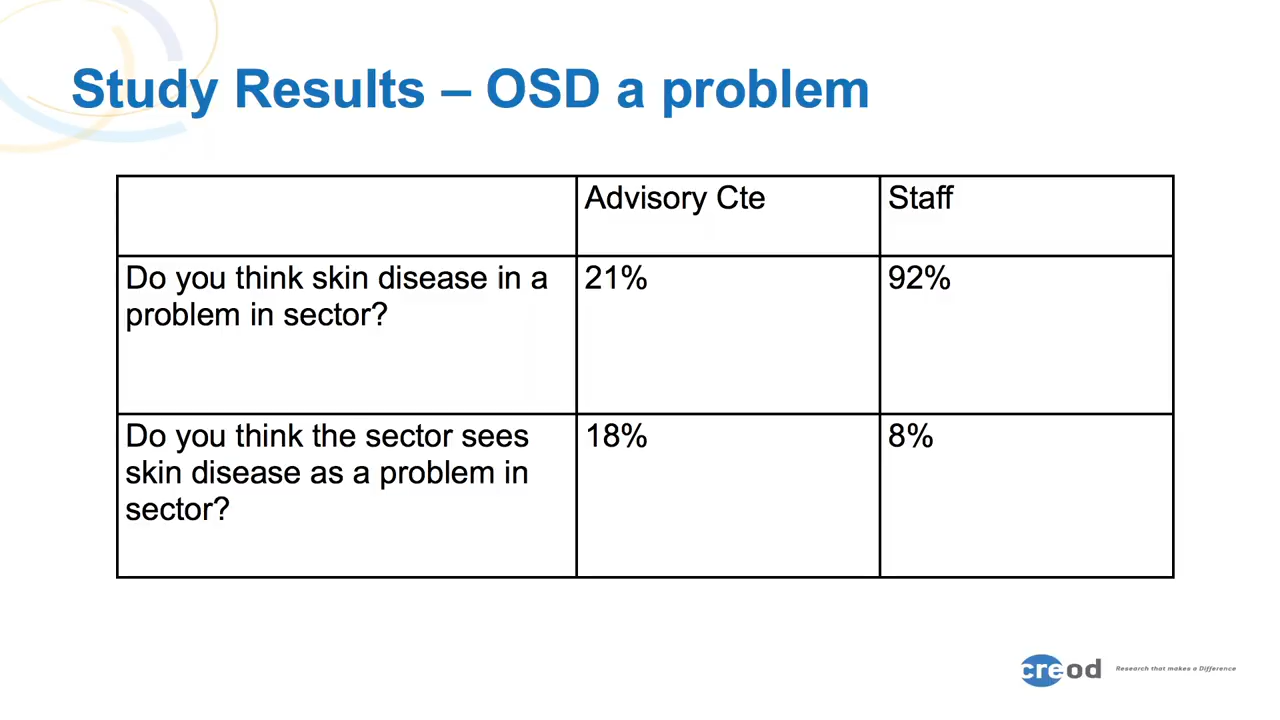 Study Results – OSD a problem
Advisory Cte
Staff
Do you think skin disease in a
problem in sector?
21%
92%
Do you think the sector sees
skin disease as a problem in
sector?
18%
8%
creod
Research that makes a Difference